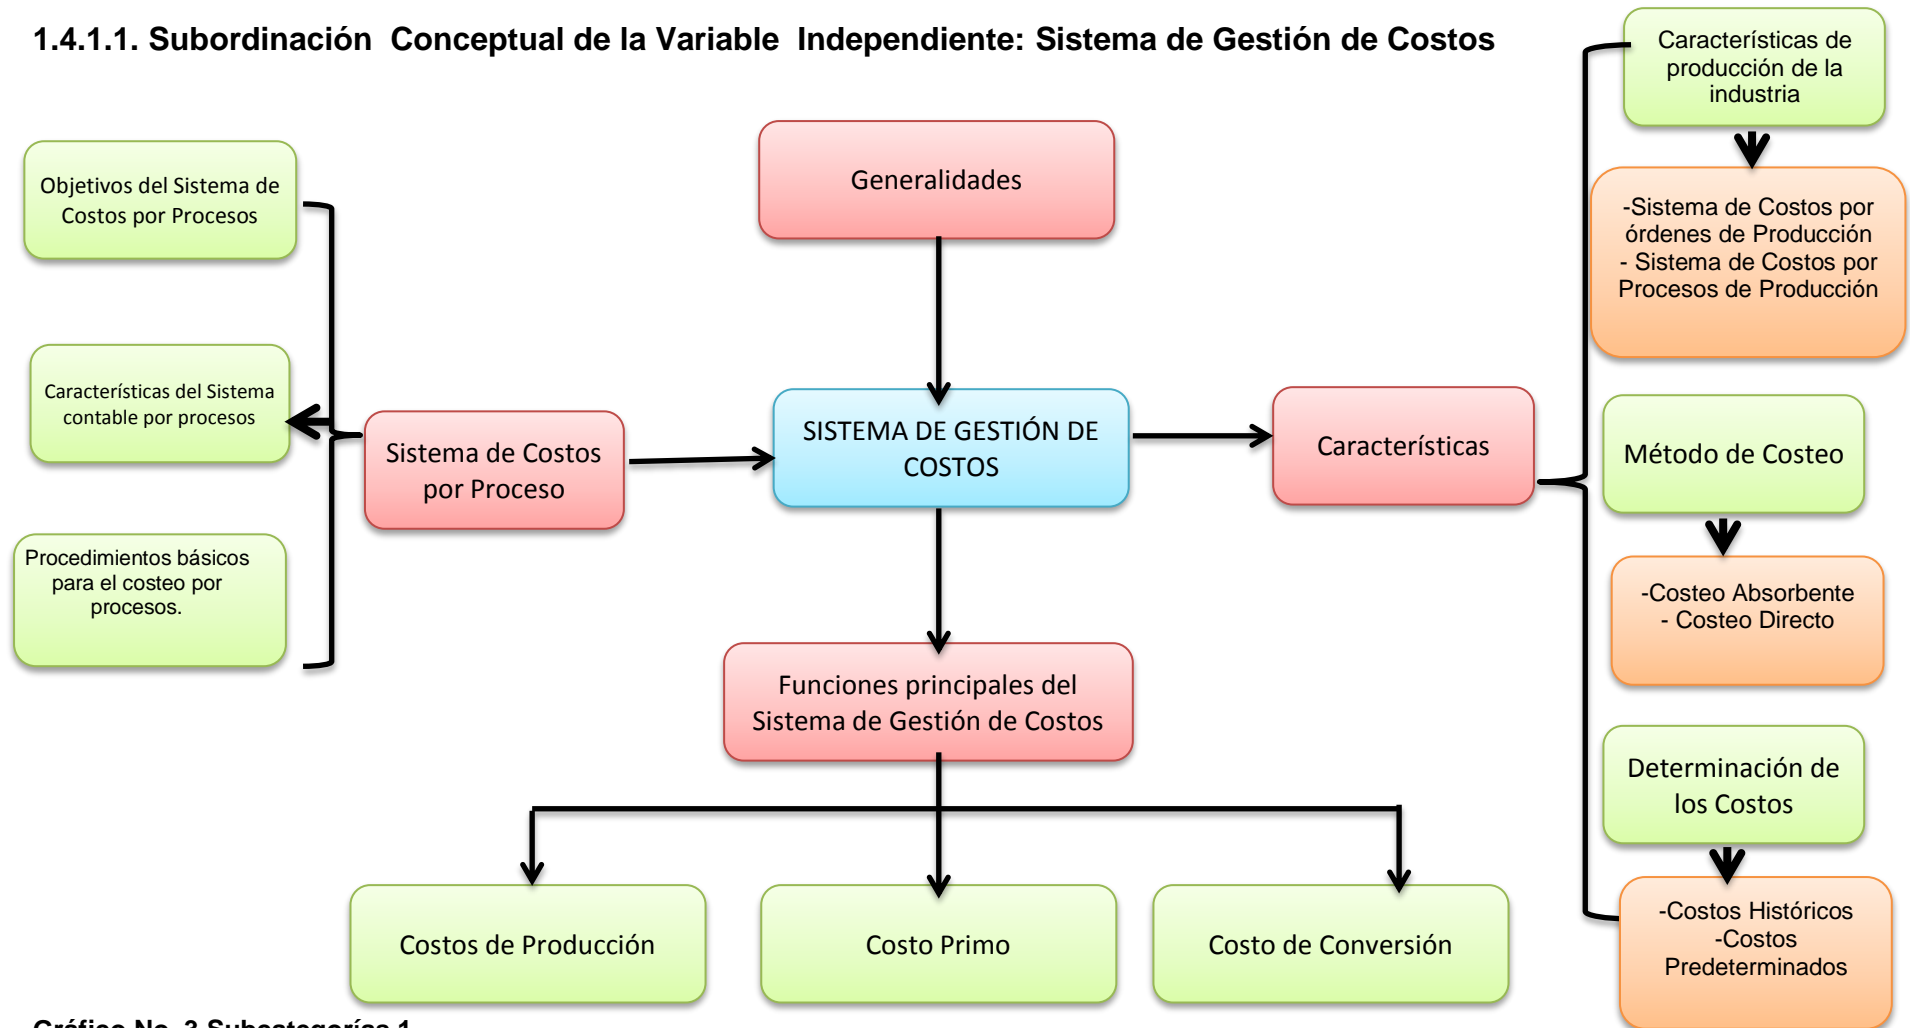 1.4.1.1. Subordinación Conceptual de la Variable Independiente: Sistema de Gestión de Costos
Características de
producción de la
industria
-Sistema de Costos por
órdenes de Producción
- Sistema de Costos por
Procesos de Producción
Generalidades
Objetivos del Sistema de
Costos por Procesos
Características del Sistema
contable por procesos
Procedimientos básicos
para el costeo por
procesos.
Sistema de Costos
por Proceso
SISTEMA DE GESTIÓN DE
COSTOS
Características
Método de Costeo
-Costeo Absorbente
- Costeo Directo
Funciones principales del
Sistema de Gestión de Costos
Determinación de
los Costos
-Costos Históricos
-Costos
Predeterminados
Costos de Producción
Costo Primo
Costo de Conversión
Gráfico No. 3 Subcategorías 1